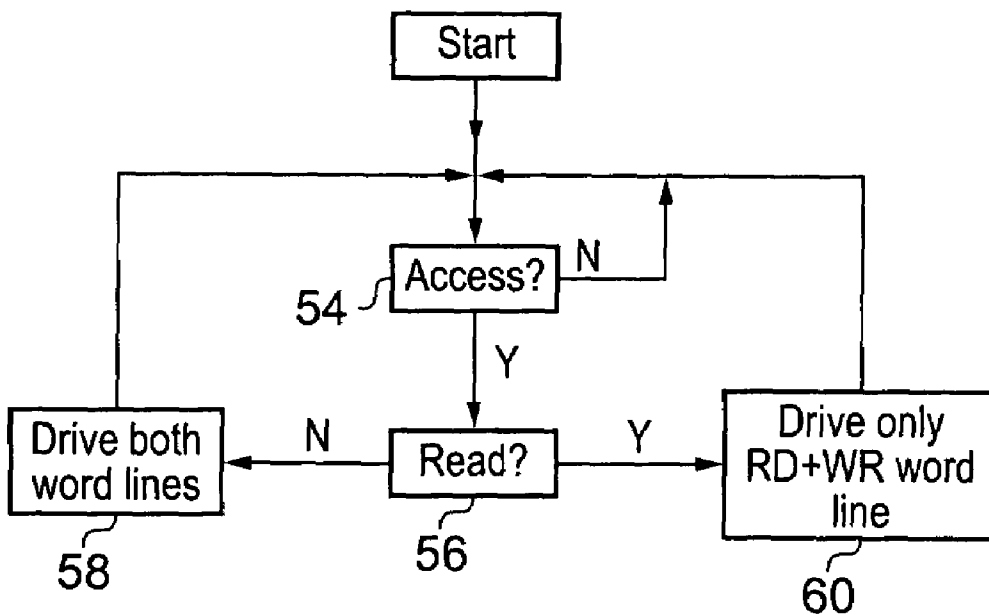 Start
Access?
N
54
Y
Drive both
word lines
N
Read?
Y
Drive only
RD+WR word
line
58
56
60